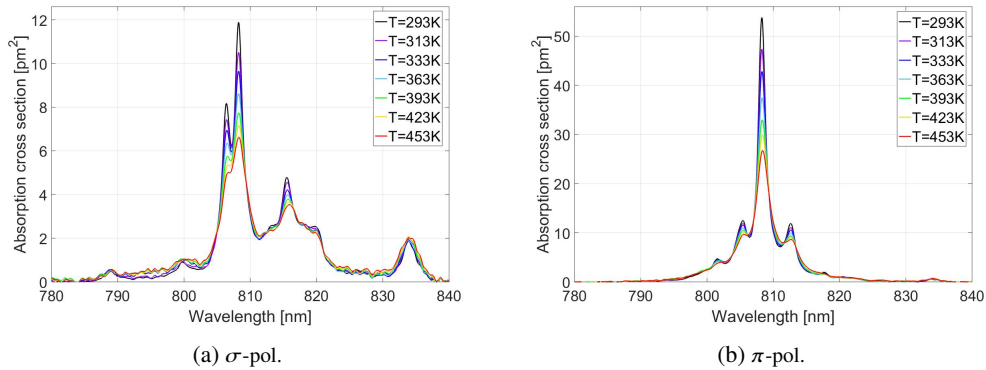 Absorption cross section [pm²]
12
10
8
6
4
2
0
780 790 800 810 820 830 840
Wavelength [nm]
T=293K
T=313K
T=333K
T=363K
T=393K
T=423K
T=453K
(a) σ-pol.
Absorption cross section [pm²]
50
40
30
20
10
0
780 790 800 810 820 830 840
Wavelength [nm]
T=293K
T=313K
T=333K
T=363K
T=393K
T=423K
T=453K
(b) π-pol.